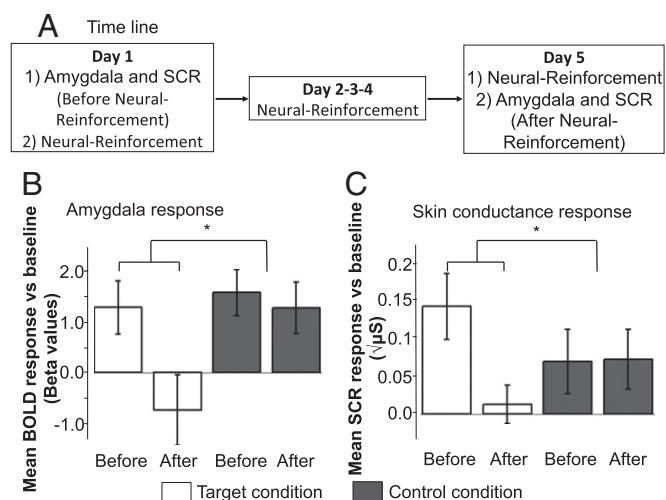 A
Time line
Day 1
1) Amygdala and SCR
(Before Neural-
Reinforcement)
2) Neural-Reinforcement
Day 2-3-4
Neural-Reinforcement
Day 5
1) Neural-Reinforcement
2) Amygdala and SCR
(After Neural-
Reinforcement)
B
Amygdala response
*
Mean BOLD response vs baseline
(Beta values)
2.0
1.0
0.0
-1.0
Before After Before After
C
Skin conductance response
*
Mean SCR response vs baseline
(√µS)
0.2
0.15
0.1
0.05
0.0
Before After Before After
Target condition
Control condition